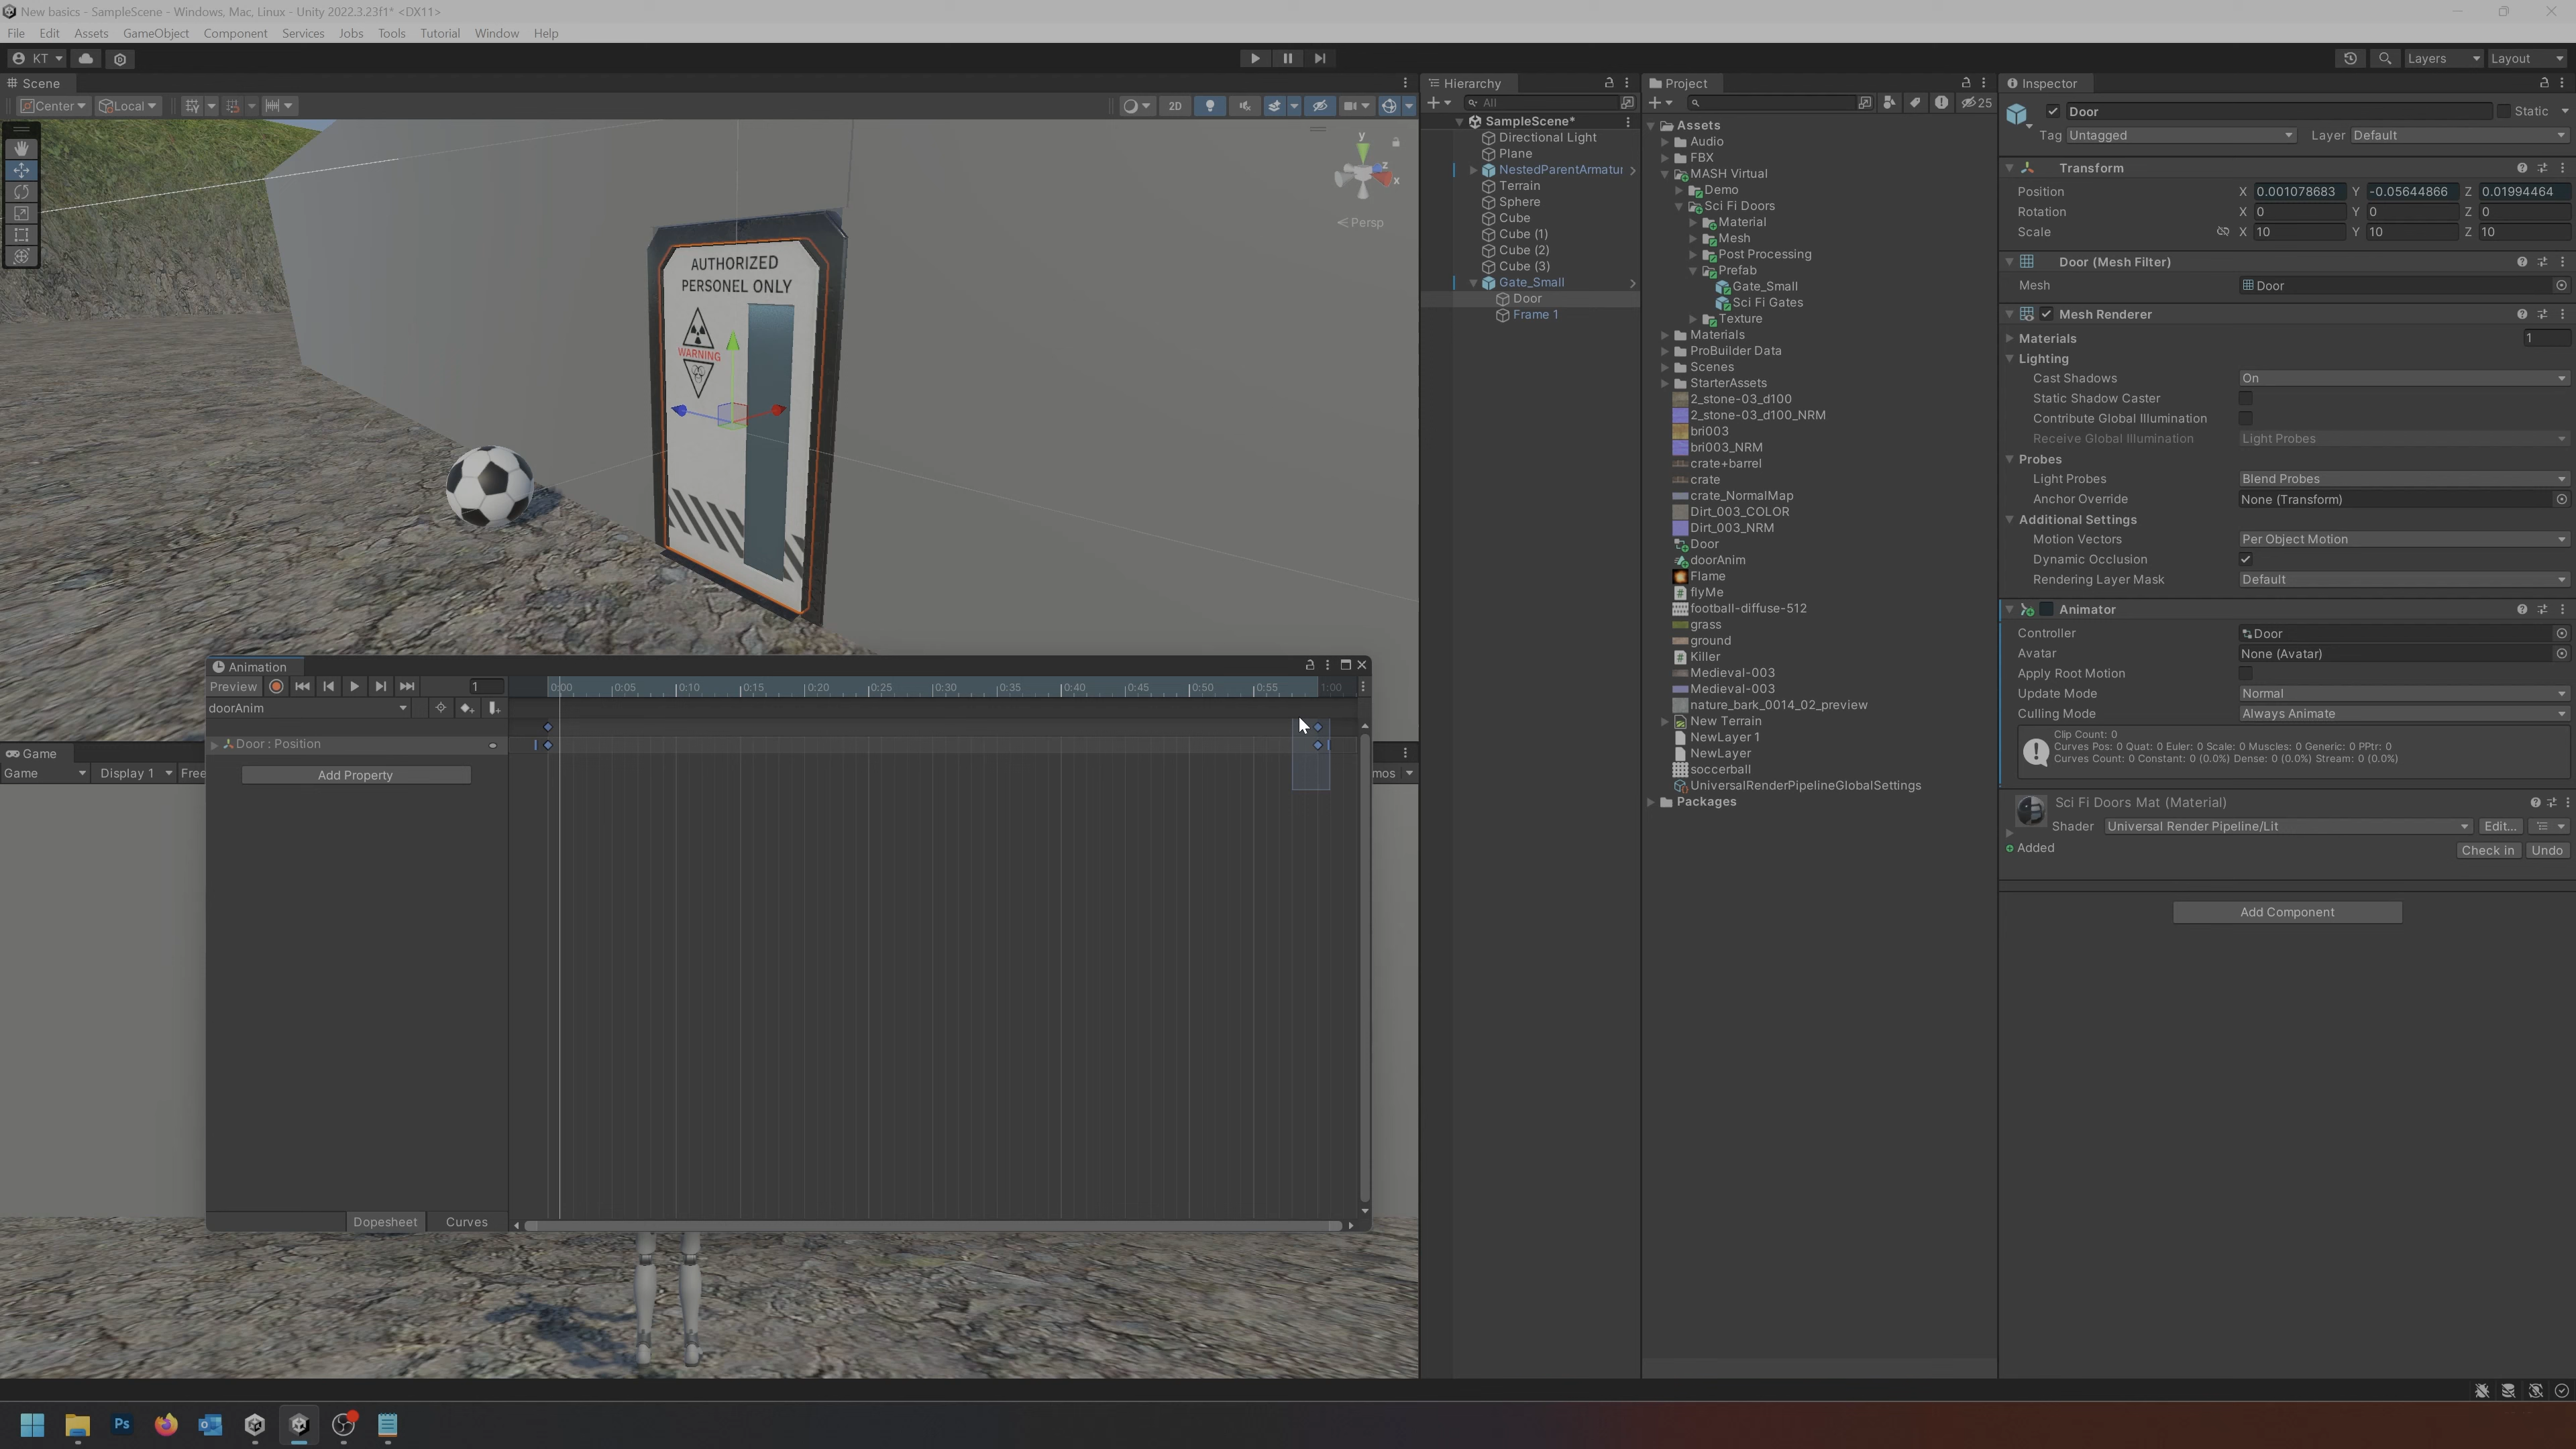 New basics - SampleScene - Windows, Mac, Linux - Unity 2022.3.23f1* <DX11>
File Edit Assets GameObject Component Services Jobs Tools Tutorial Window Help
KT Layers Layout
Scene
Center Local 2D
y
z
x
Persp
AUTHORIZED
PERSONEL ONLY
WARNING
Hierarchy
All
SampleScene*
Directional Light
Plane
NestedParentArmatur
Terrain
Sphere
Cube
Cube (1)
Cube (2)
Cube (3)
Gate_Small
Door
Frame 1
Project
25
Assets
Audio
FBX
MASH Virtual
Demo
Sci Fi Doors
Material
Mesh
Post Processing
Prefab
Gate_Small
Sci Fi Gates
Texture
Materials
ProBuilder Data
Scenes
StarterAssets
2_stone-03_d100
2_stone-03_d100_NRM
bri003
bri003_NRM
crate+barrel
crate
crate_NormalMap
Dirt_003_COLOR
Dirt_003_NRM
Door
doorAnim
Flame
flyMe
football-diffuse-512
grass
ground
Killer
Medieval-003
Medieval-003
nature_bark_0014_02_preview
New Terrain
NewLayer 1
NewLayer
soccerball
UniversalRenderPipelineGlobalSettings
Packages
Inspector
Door Static
Tag Untagged Layer Default
Transform
Position X 0.001078683 Y -0.05644866 Z 0.01994464
Rotation X 0 Y 0 Z 0
Scale X 10 Y 10 Z 10
Door (Mesh Filter)
Mesh Door
Mesh Renderer
Materials 1
Lighting
Cast Shadows On
Static Shadow Caster
Contribute Global Illumination
Receive Global Illumination Light Probes
Probes
Light Probes Blend Probes
Anchor Override None (Transform)
Additional Settings
Motion Vectors Per Object Motion
Dynamic Occlusion
Rendering Layer Mask Default
Animator
Controller Door
Avatar None (Avatar)
Apply Root Motion
Update Mode Normal
Culling Mode Always Animate
Clip Count: 0
Curves Pos: 0 Quat: 0 Euler: 0 Scale: 0 Muscles: 0 Generic: 0 PPtr: 0
Curves Count: 0 Constant: 0 (0.0%) Dense: 0 (0.0%) Stream: 0 (0.0%)
Sci Fi Doors Mat (Material)
Shader Universal Render Pipeline/Lit Edit...
Added Check in Undo
Add Component
Animation
Preview 1 0:00 0:05 0:10 0:15 0:20 0:25 0:30 0:35 0:40 0:45 0:50 0:55 1:00
doorAnim
Door : Position
Add Property
Dopesheet Curves
Game
Game Display 1 Free
mos
Ps